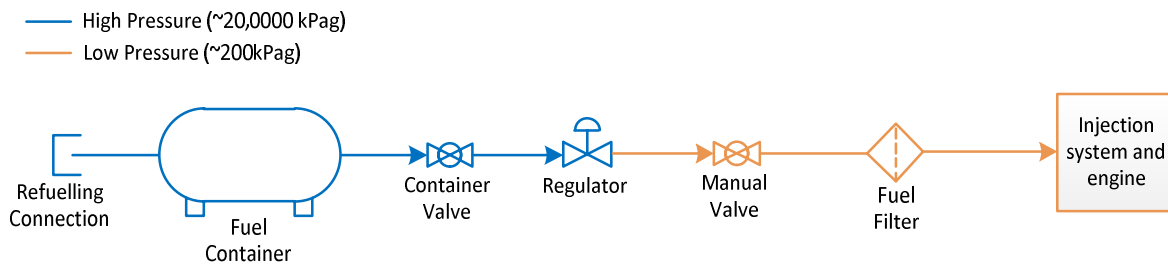 High Pressure (~20,0000 kPag)
Low Pressure (~200kPag)
Refuelling
Connection
Fuel
Container
Container
Valve
Regulator
Manual
Valve
Fuel
Filter
Injection
system and
engine